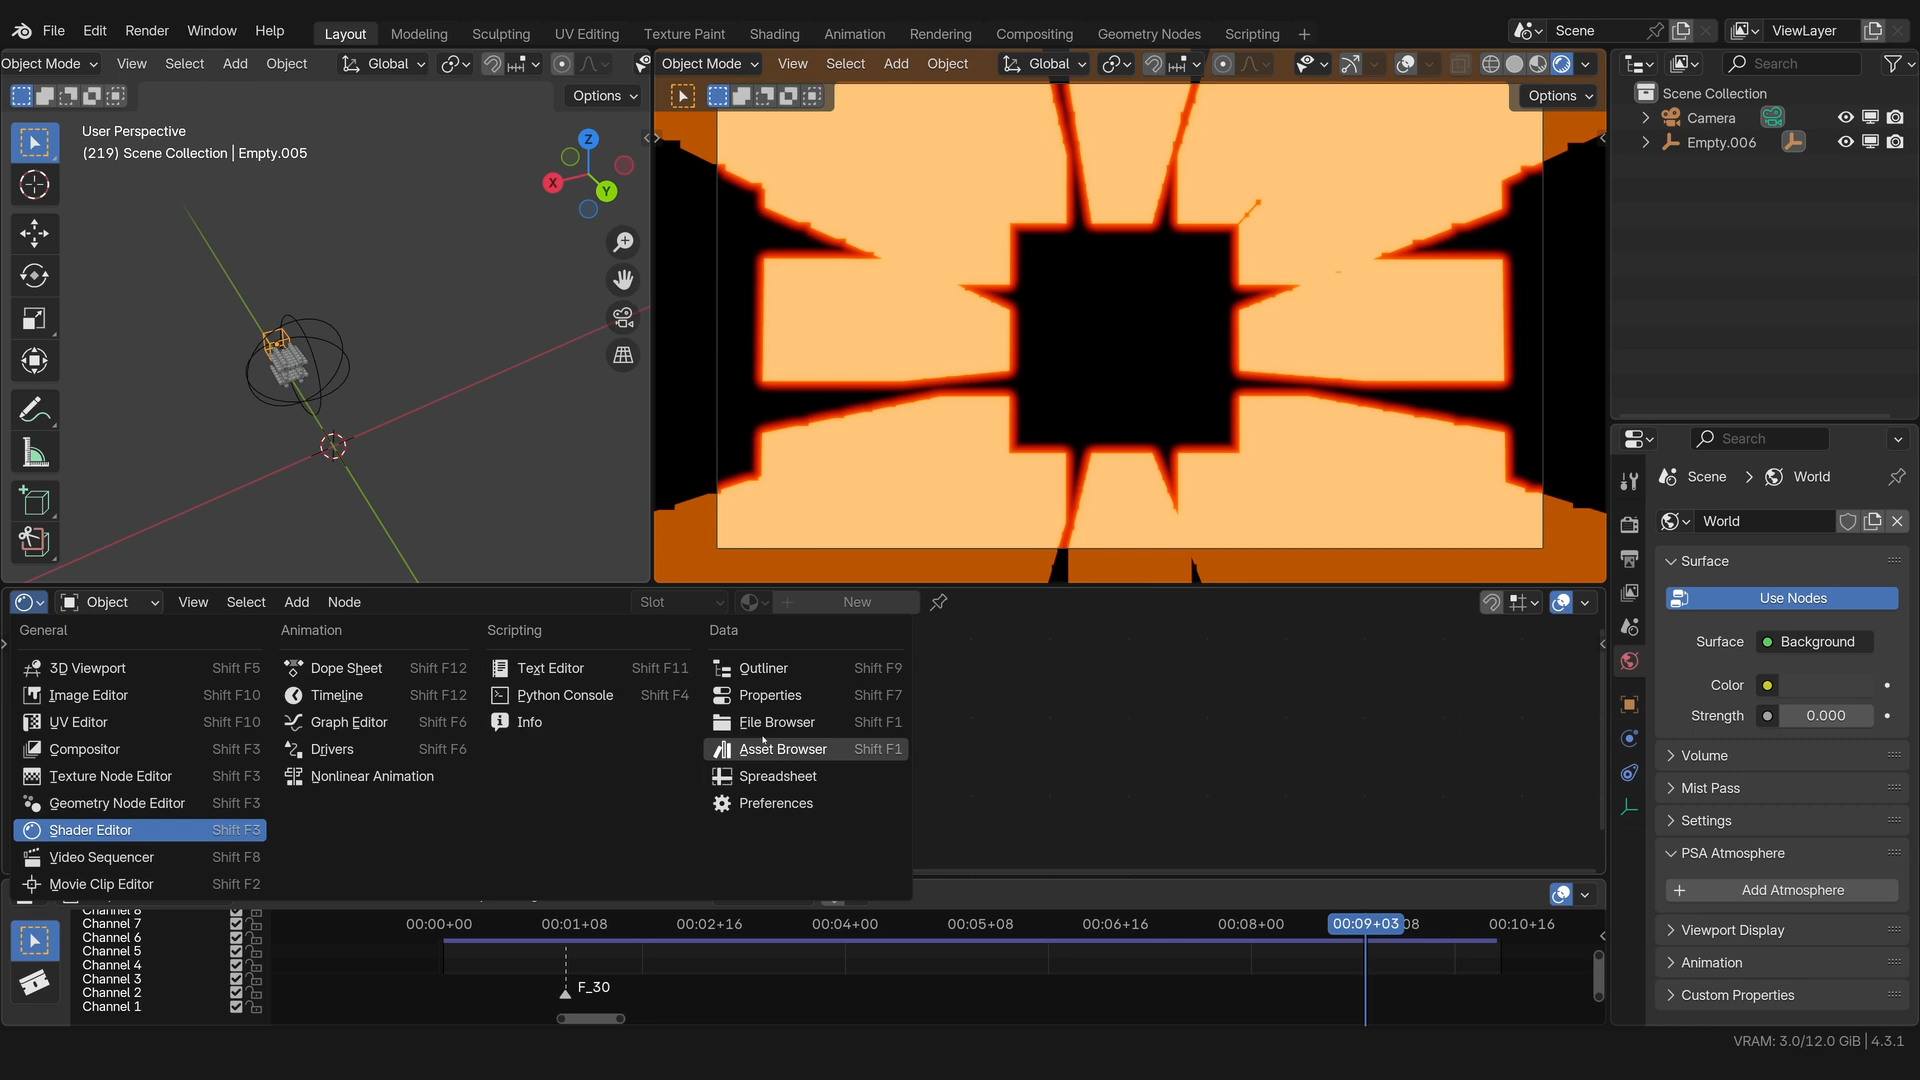 File Edit Render Window Help Layout Modeling Sculpting UV Editing Texture Paint Shading Animation Rendering Compositing Geometry Nodes Scripting + Scene ViewLayer
Object Mode View Select Add Object Global
Options
User Perspective
(219) Scene Collection | Empty.005
Z
X
Y
Object Mode View Select Add Object Global
Options
Search
Scene Collection
Camera
Empty.006
Search
Scene > World
World
Surface
Use Nodes
Surface Background
Color
Strength 0.000
Volume
Mist Pass
Settings
PSA Atmosphere
Add Atmosphere
Viewport Display
Animation
Custom Properties
Object View Select Add Node Slot New
General
3D Viewport Shift F5
Image Editor Shift F10
UV Editor Shift F10
Compositor Shift F3
Texture Node Editor Shift F3
Geometry Node Editor Shift F3
Shader Editor Shift F3
Video Sequencer Shift F8
Movie Clip Editor Shift F2
Animation
Dope Sheet Shift F12
Timeline Shift F12
Graph Editor Shift F6
Drivers Shift F6
Nonlinear Animation
Scripting
Text Editor Shift F11
Python Console Shift F4
Info
Data
Outliner Shift F9
Properties Shift F7
File Browser Shift F1
Asset Browser Shift F1
Spreadsheet
Preferences
Channel 8
Channel 7
Channel 6
Channel 5
Channel 4
Channel 3
Channel 2
Channel 1
00:00+00 00:01+08 00:02+16 00:04+00 00:05+08 00:06+16 00:08+00 00:09+03 08 00:10+16
F_30
VRAM: 3.0/12.0 GiB | 4.3.1